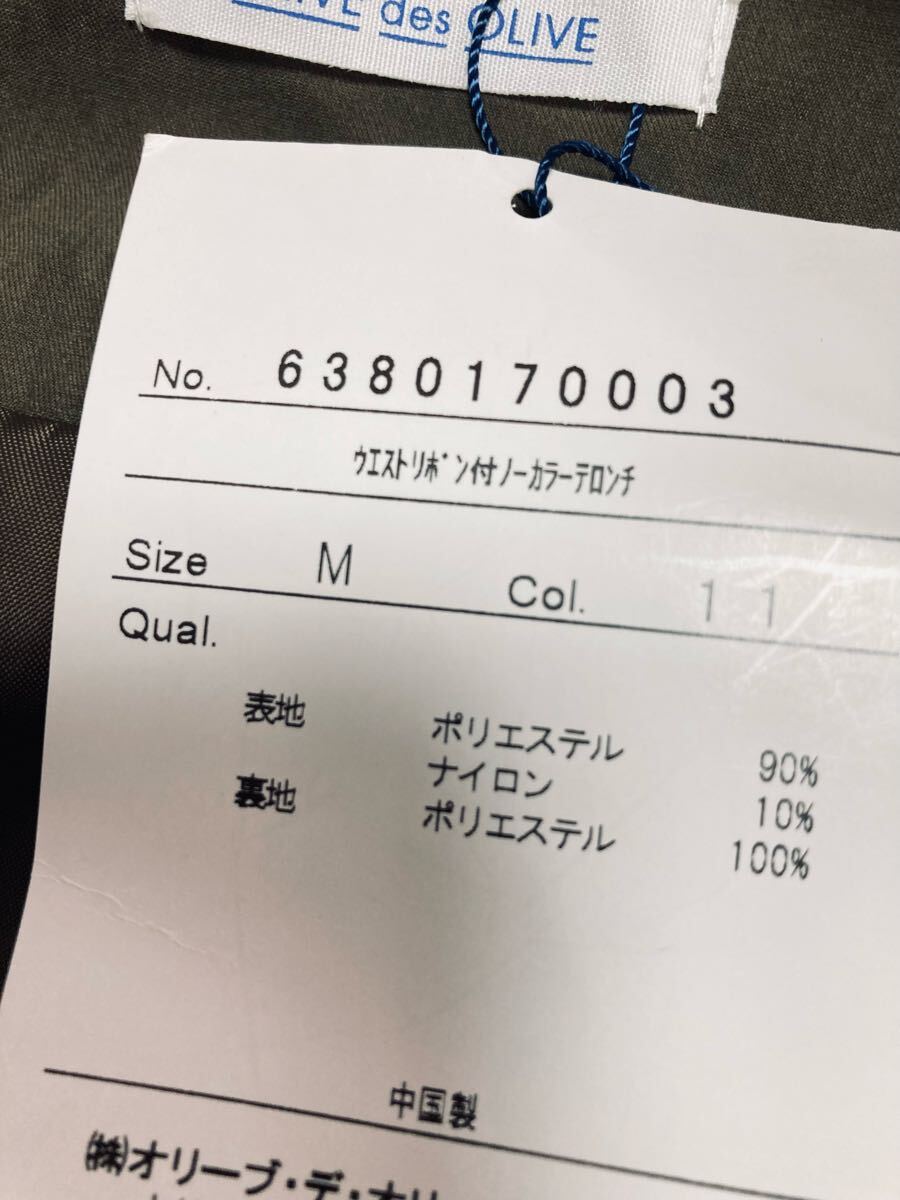 des OLIVE
No. 6380170003
ｳｴｽﾄﾘﾎﾞﾝ付ﾉｰｶﾗｰﾃﾛﾝﾁ
Size M Col. 11
Qual.
表地 ポリエステル 90%
ナイロン 10%
裏地 ポリエステル 100%
中国製
㈱オリーブ・デ・オリ